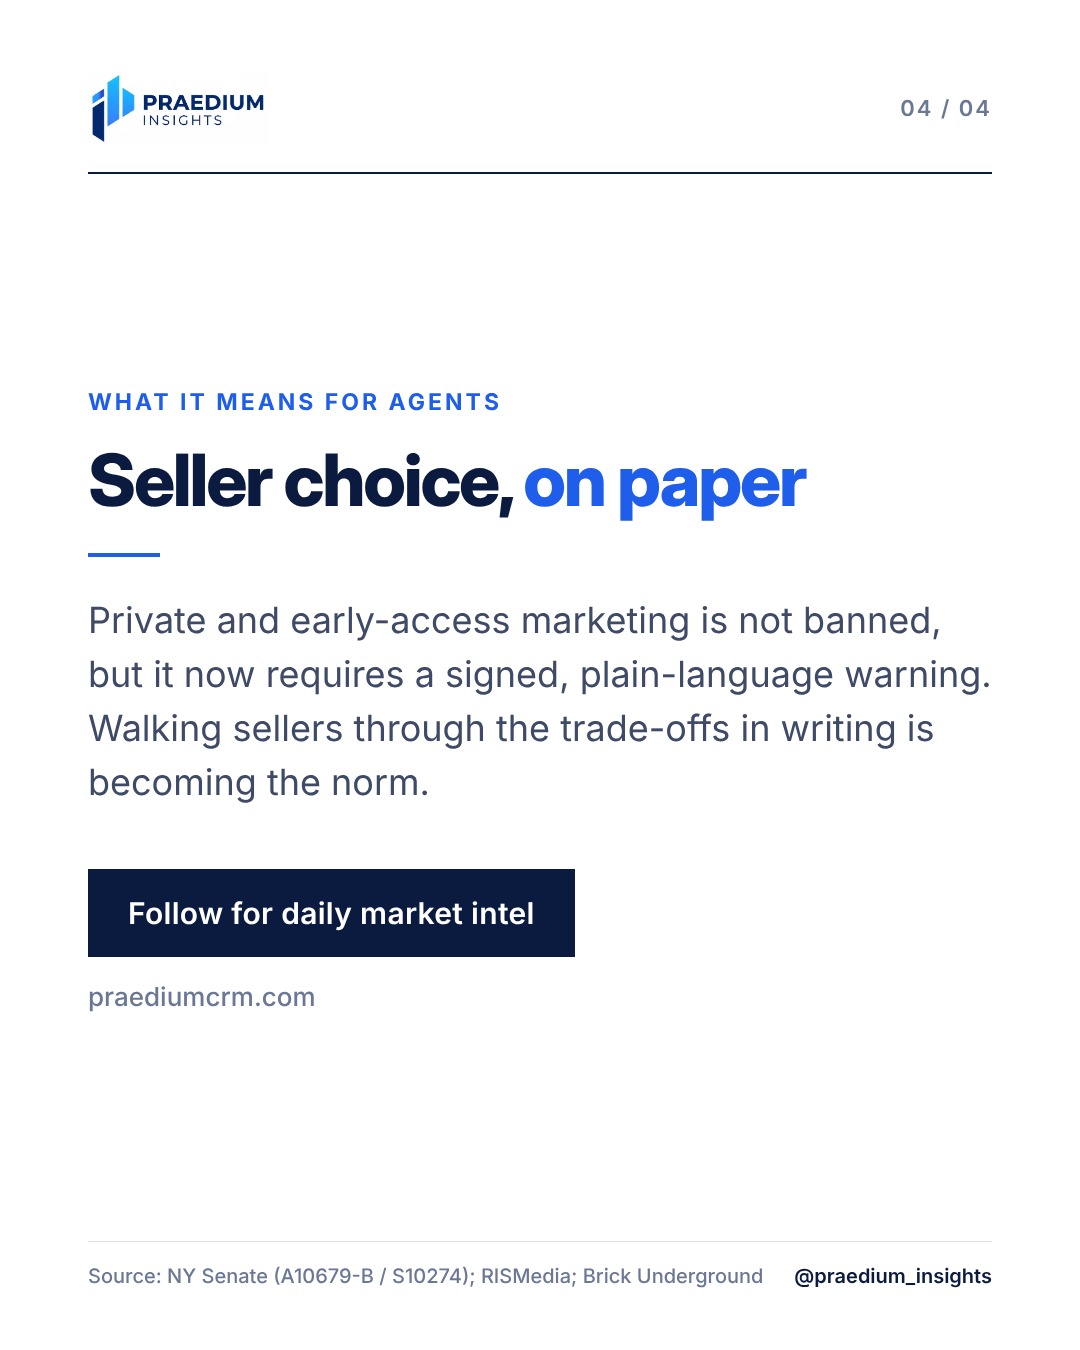 PRAEDIUM
INSIGHTS
04 / 04
WHAT IT MEANS FOR AGENTS
Seller choice, on paper
Private and early-access marketing is not banned,
but it now requires a signed, plain-language warning.
Walking sellers through the trade-offs in writing is
becoming the norm.
Follow for daily market intel
praediumcrm.com
Source: NY Senate (A10679-B / S10274); RISMedia; Brick Underground
@praedium_insights